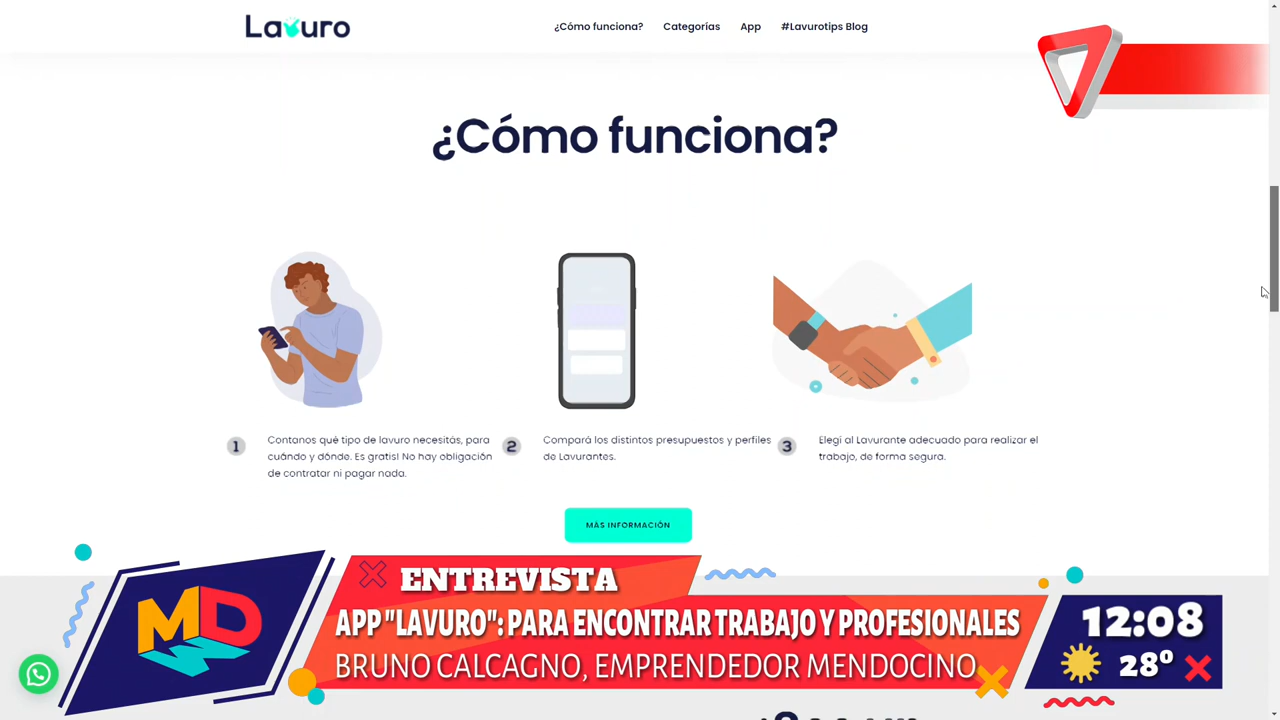 Lavuro
¿Cómo funciona?
Categorías
App
#Lavurotips Blog
¿Cómo funciona?
1
Contanos qué tipo de lavuro necesitás, para
cuándo y dónde. Es gratis! No hay obligación
de contratar ni pagar nada.
2
Compará los distintos presupuestos y perfiles
de Lavurantes.
3
Elegí al Lavurante adecuado para realizar el
trabajo, de forma segura.
MÁS INFORMACIÓN
MD
ENTREVISTA
APP "LAVURO": PARA ENCONTRAR TRABAJO Y PROFESIONALES
BRUNO CALCAGNO, EMPRENDEDOR MENDOCINO
12:08
28º